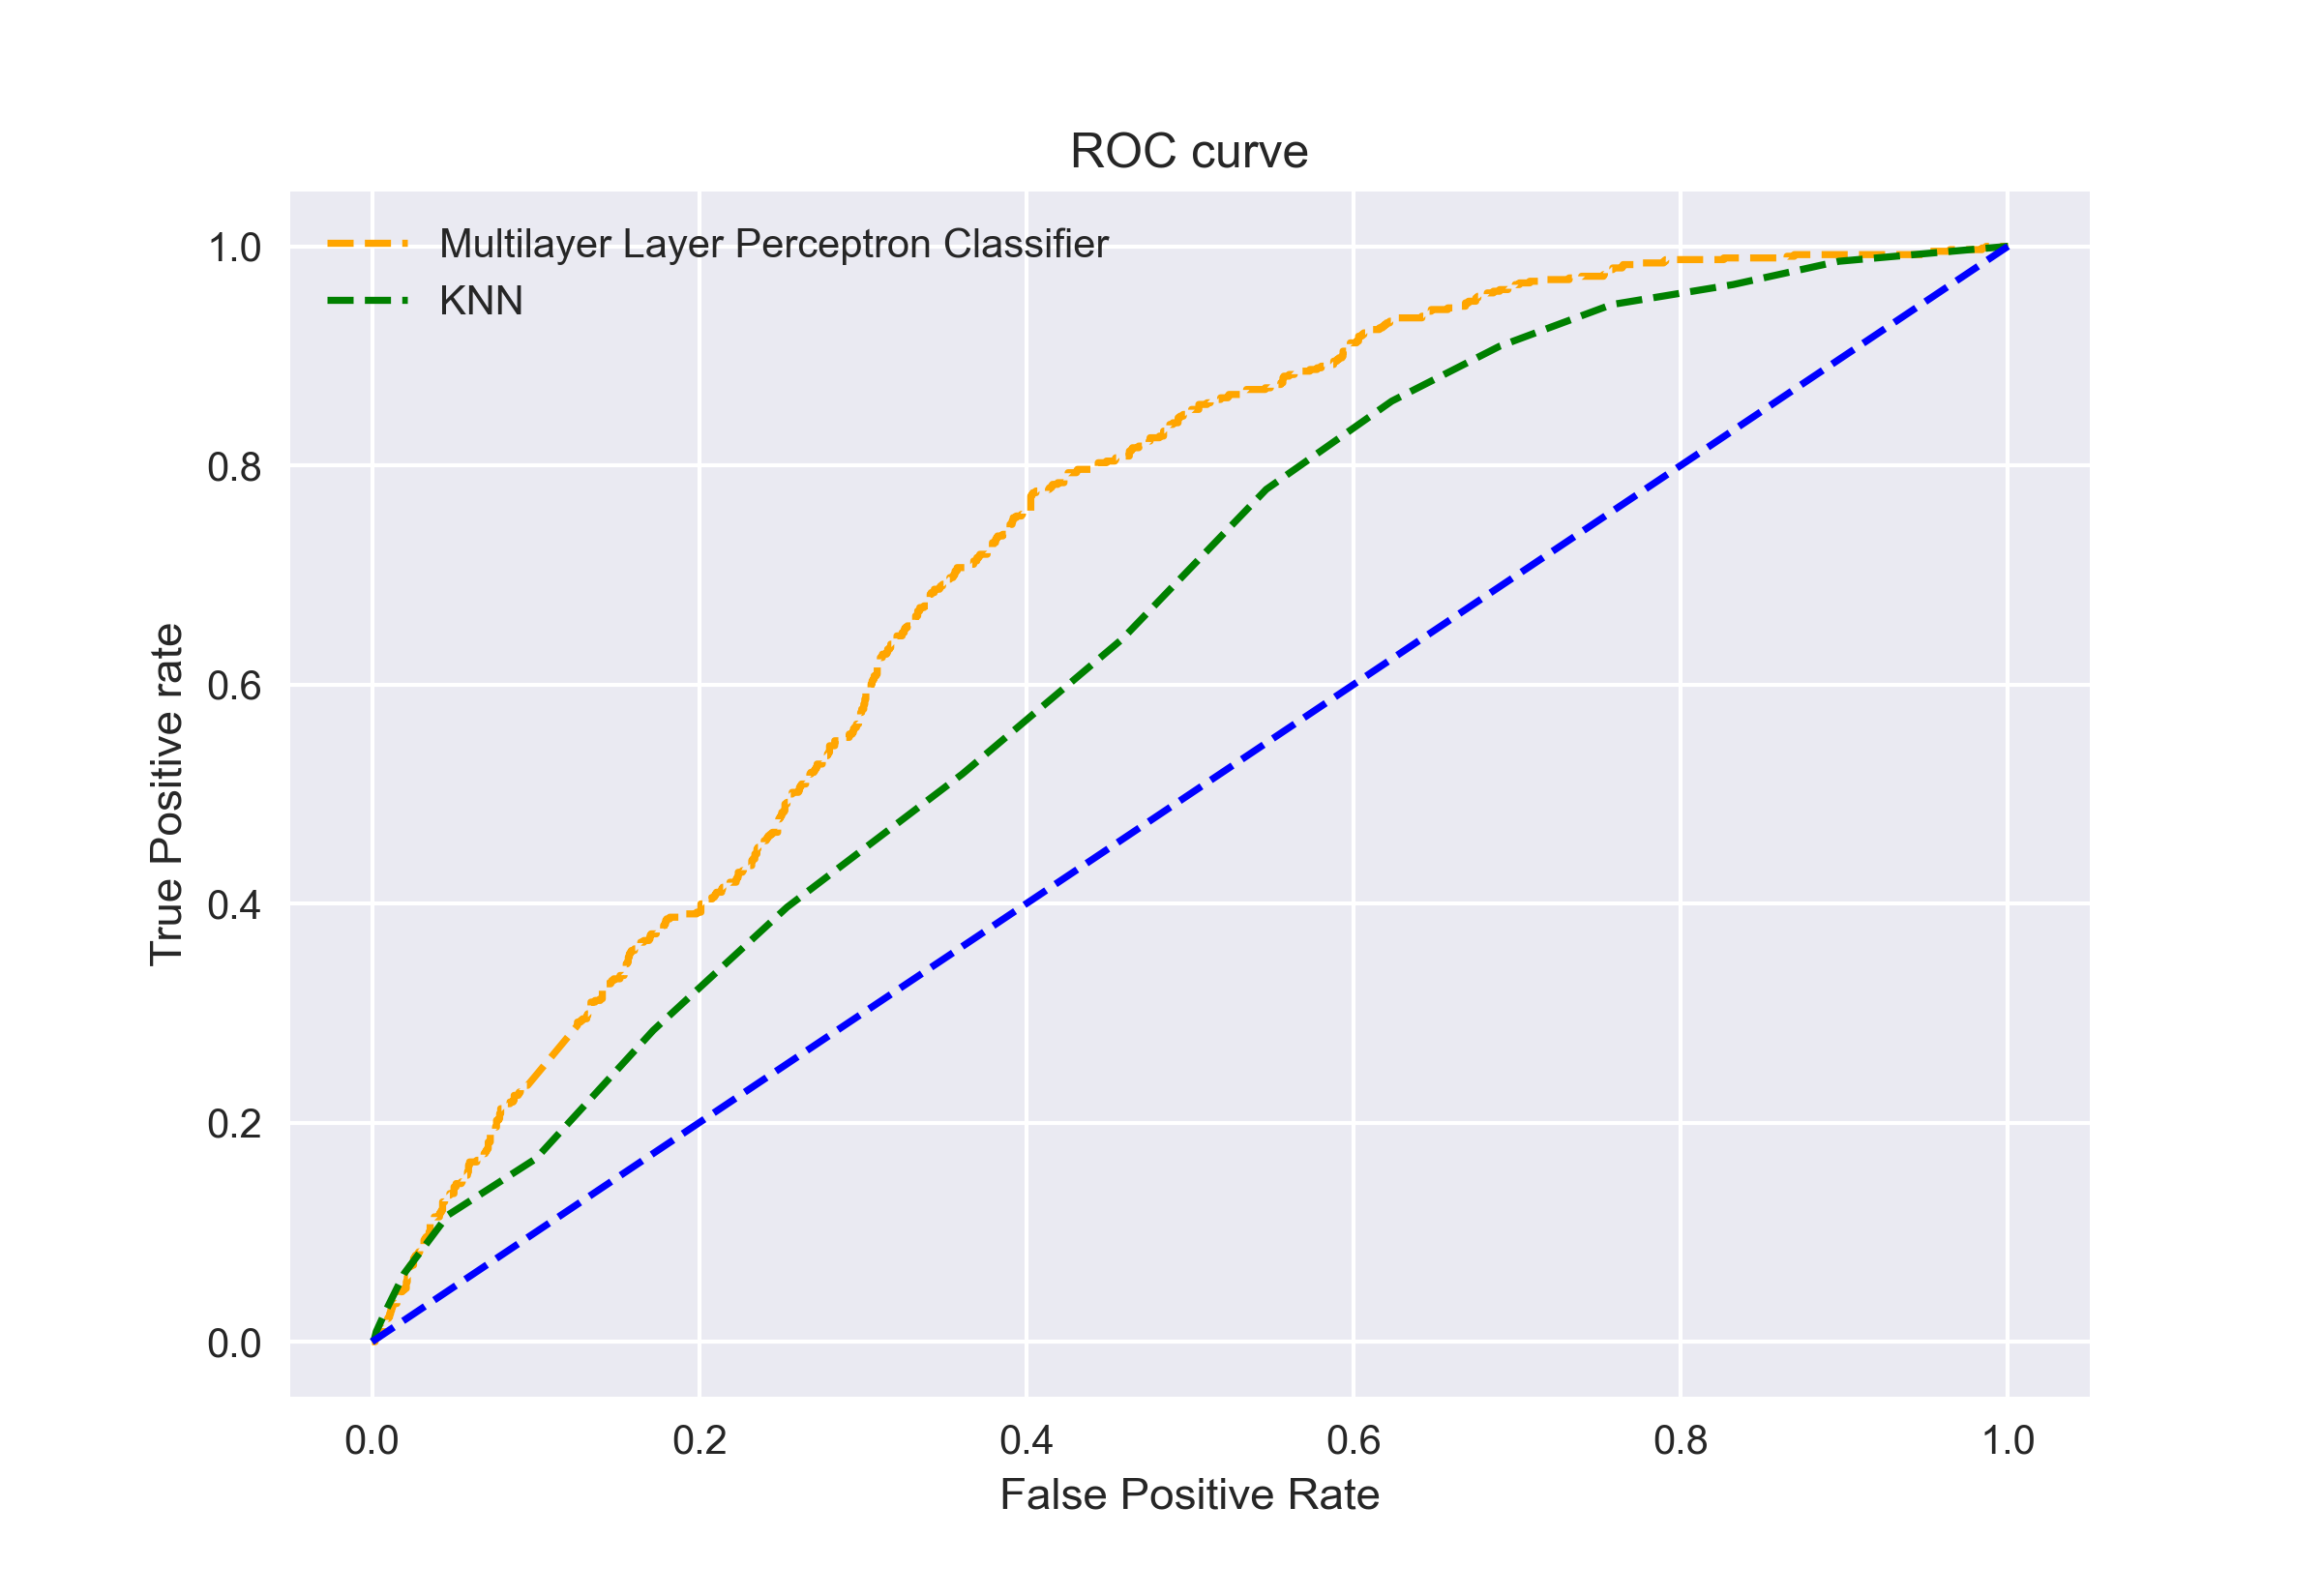 ROC curve
Multilayer Layer Perceptron Classifier
KNN
True Positive rate
1.0
0.8
0.6
0.4
0.2
0.0
0.0 0.2 0.4 0.6 0.8 1.0
False Positive Rate